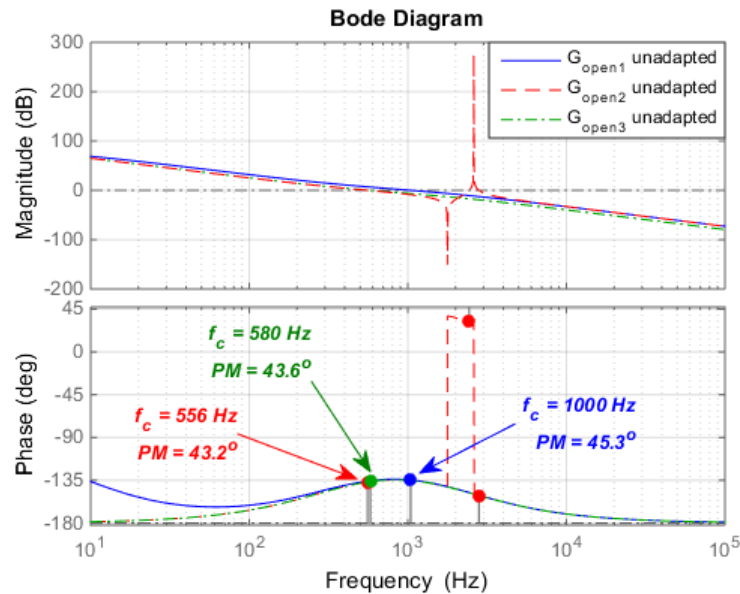 Bode Diagram
Magnitude (dB)
300
200
100
0
-100
-200
G_open1 unadapted
G_open2 unadapted
G_open3 unadapted
Phase (deg)
45
0
-45
-90
-135
-180
f_c = 580 Hz
PM = 43.6°
f_c = 556 Hz
PM = 43.2°
f_c = 1000 Hz
PM = 45.3°
10^1 10^2 10^3 10^4 10^5
Frequency (Hz)